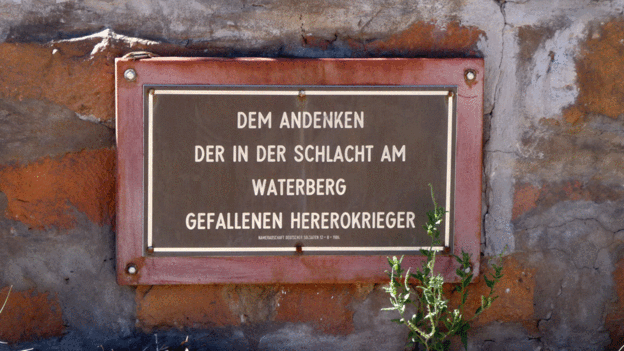 DEM ANDENKEN
DER IN DER SCHLACHT AM
WATERBERG
GEFALLENEN HEREROKRIEGER